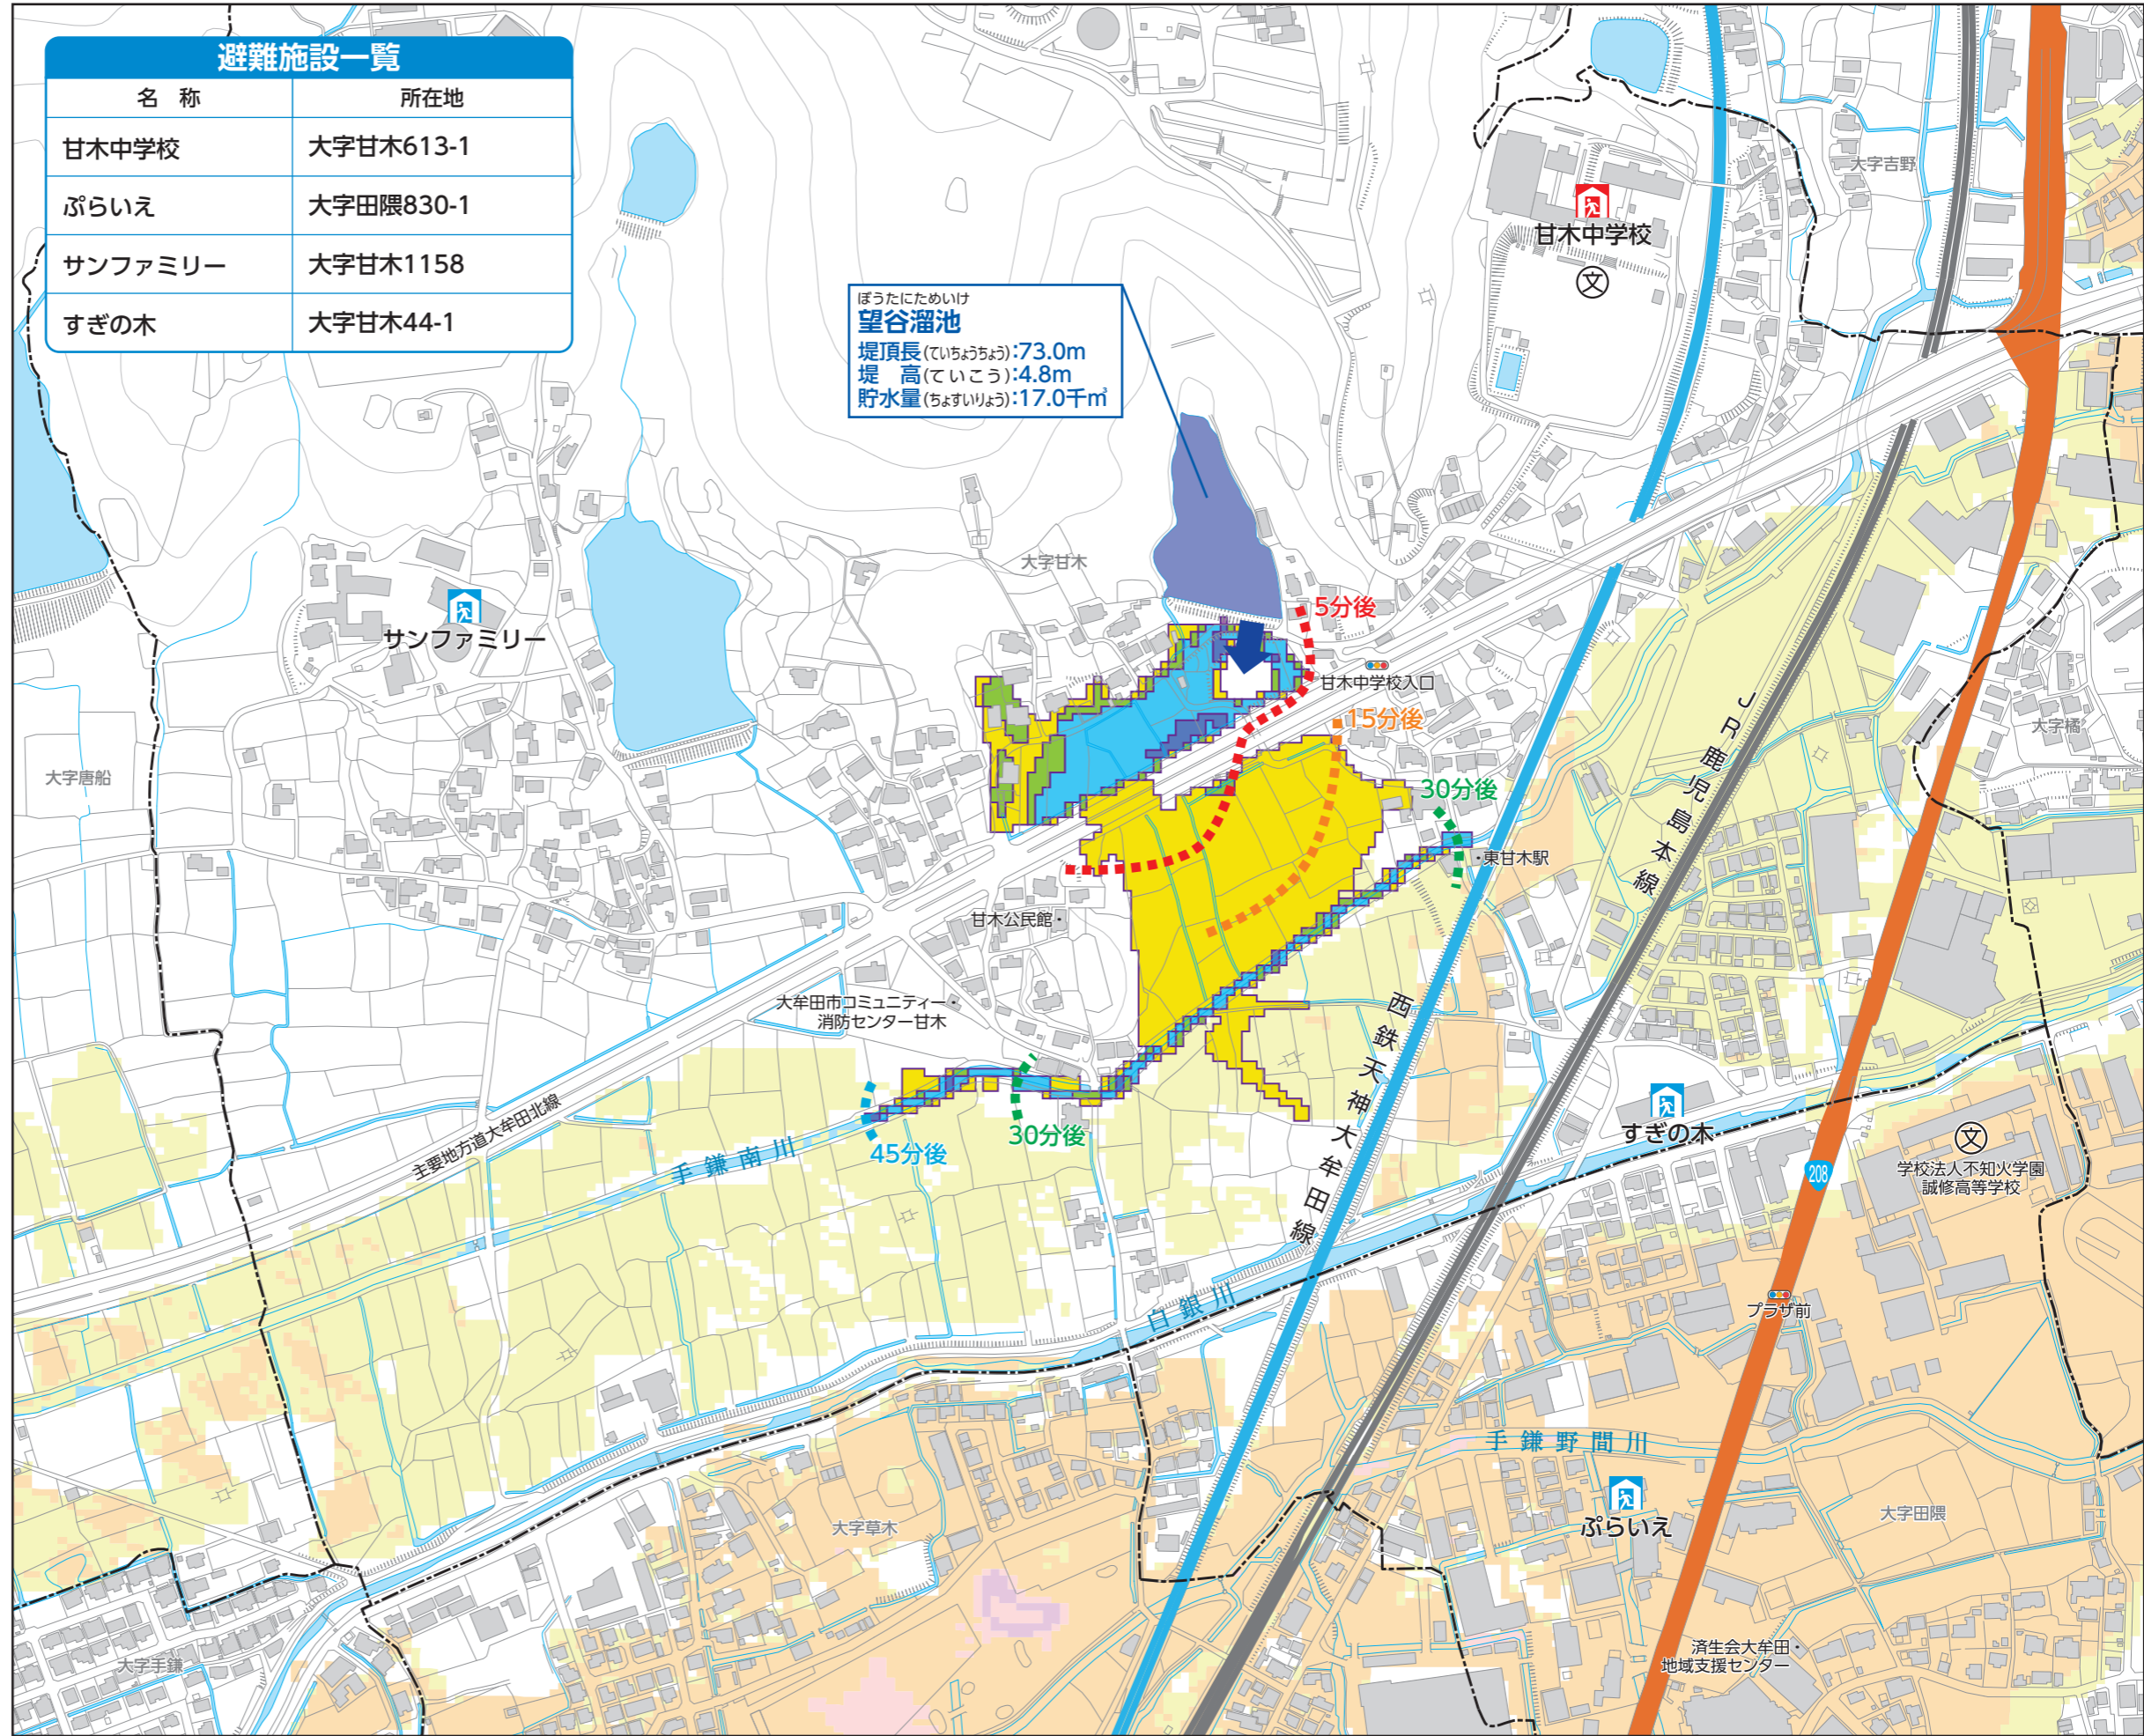 避難施設一覧
名 称 所在地
甘木中学校 大字甘木613-1
ぷらいえ 大字田隈830-1
サンファミリー 大字甘木1158
すぎの木 大字甘木44-1
ぼうたにためいけ
望谷溜池
堤頂長(ていちょうちょう):73.0m
堤 高(ていこう):4.8m
貯水量(ちょすいりょう):17.0千㎥
大字吉野
甘木中学校
文
大字甘木
サンファミリー
5分後
甘木中学校入口
15分後
JR鹿児島本線
大字橘
大字唐船
30分後
・東甘木駅
甘木公民館・
大牟田市コミュニティー・
消防センター甘木
西鉄天神大牟田線
主要地方道大牟田北線
手鎌南川
45分後
30分後
すぎの木
文
学校法人不知火学園
誠修高等学校
208
白銀川
プラザ前
手鎌野間川
ぷらいえ
大字田隈
大字草木
大字手鎌
済生会大牟田・
地域支援センター